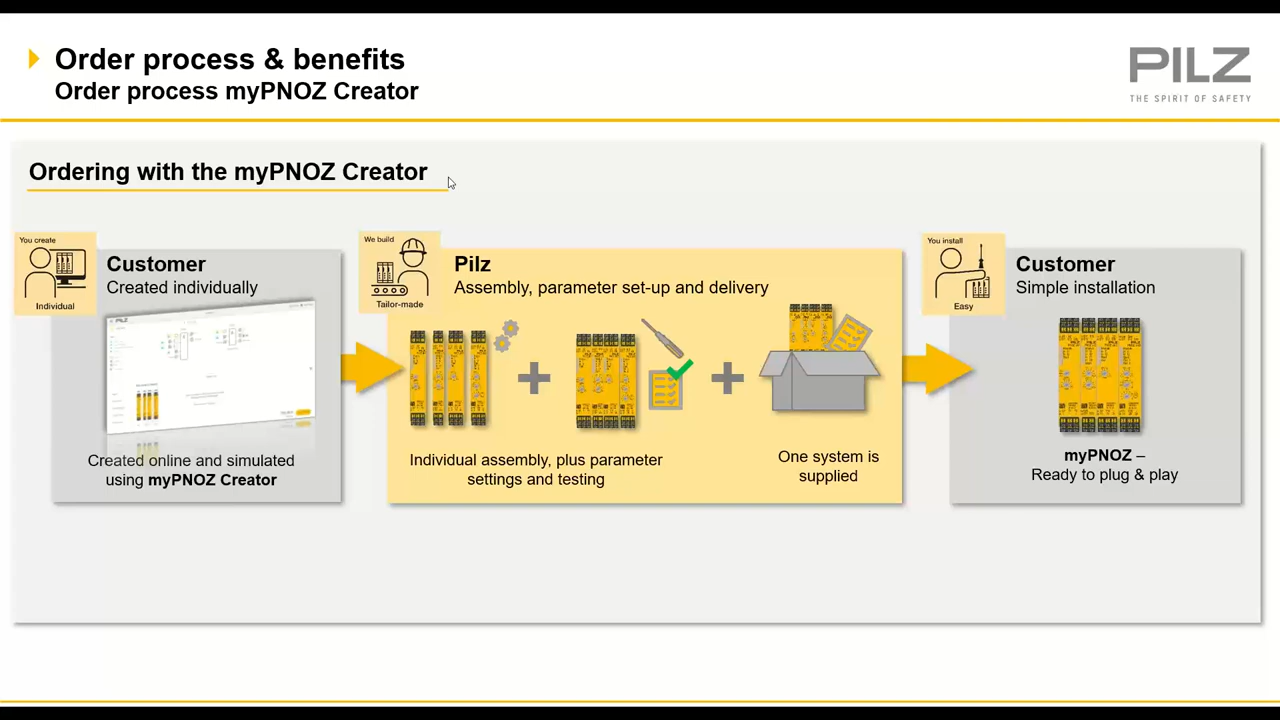 Order process & benefits
Order process myPNOZ Creator
PILZ
THE SPIRIT OF SAFETY
Ordering with the myPNOZ Creator
You create
Individual
Customer
Created individually
Created online and simulated
using myPNOZ Creator
We build
Tailor-made
Pilz
Assembly, parameter set-up and delivery
Individual assembly, plus parameter
settings and testing
One system is
supplied
You install
Easy
Customer
Simple installation
myPNOZ –
Ready to plug & play